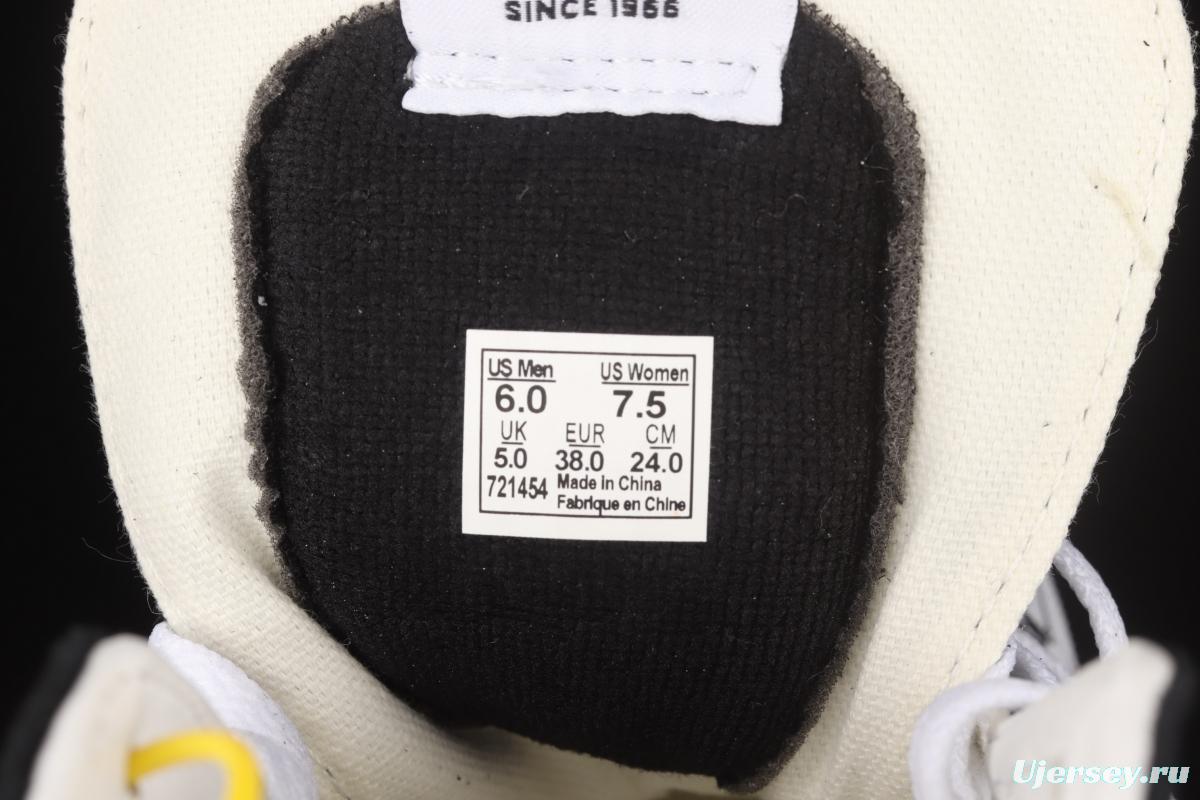 SINCE 1966
US Men US Women
6.0 7.5
UK EUR CM
5.0 38.0 24.0
721454 Made in China
Fabrique en Chine
Ujersey.ru